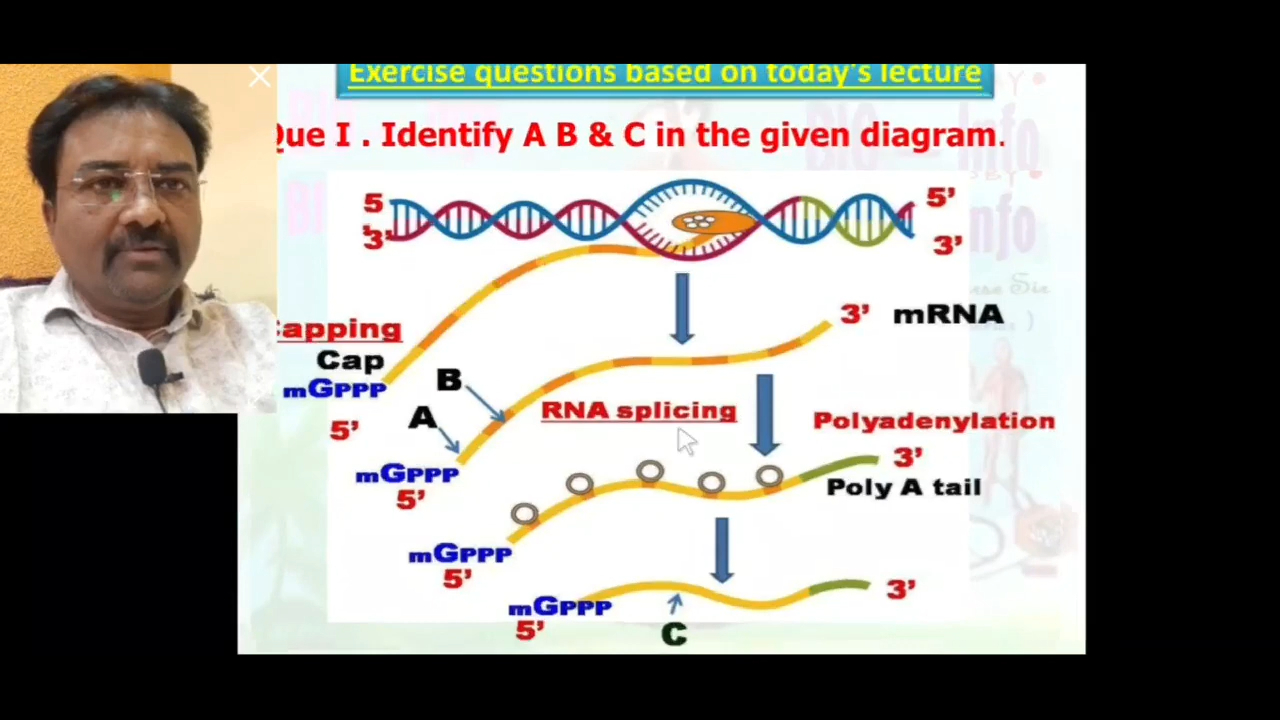 Exercise questions based on today's lecture
Que I . Identify A B & C in the given diagram.
5
5'
3'
3'
Capping
Cap
mGPPP
5'
3' mRNA
B
A
RNA splicing
mGPPP
5'
Polyadenylation
3'
Poly A tail
mGPPP
5'
3'
mGPPP
5'
C